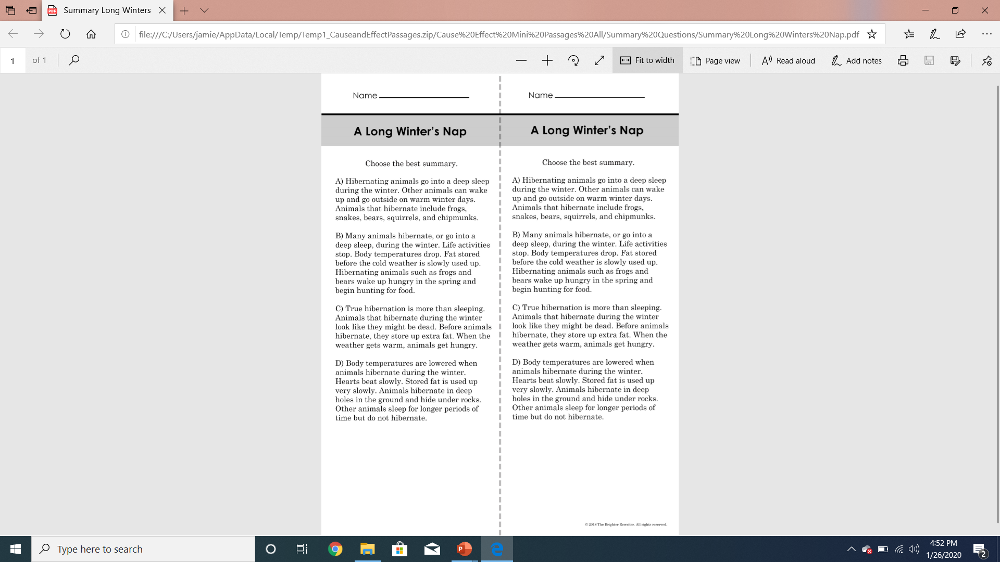 Summary Long Winters
file:///C:/Users/jamie/AppData/Local/Temp/Temp1_CauseandEffectPassages.zip/Cause%20Effect%20Mini%20Passages%20All/Summary%20Questions/Summary%20Long%20Winters%20Nap.pdf
1 of 1 Fit to width Page view Read aloud Add notes
Name
A Long Winter's Nap
Choose the best summary.
A) Hibernating animals go into a deep sleep
during the winter. Other animals can wake
up and go outside on warm winter days.
Animals that hibernate include frogs,
snakes, bears, squirrels, and chipmunks.
B) Many animals hibernate, or go into a
deep sleep, during the winter. Life activities
stop. Body temperatures drop. Fat stored
before the cold weather is slowly used up.
Hibernating animals such as frogs and
bears wake up hungry in the spring and
begin hunting for food.
C) True hibernation is more than sleeping.
Animals that hibernate during the winter
look like they might be dead. Before animals
hibernate, they store up extra fat. When the
weather gets warm, animals get hungry.
D) Body temperatures are lowered when
animals hibernate during the winter.
Hearts beat slowly. Stored fat is used up
very slowly. Animals hibernate in deep
holes in the ground and hide under rocks.
Other animals sleep for longer periods of
time but do not hibernate.
Name
A Long Winter's Nap
Choose the best summary.
A) Hibernating animals go into a deep sleep
during the winter. Other animals can wake
up and go outside on warm winter days.
Animals that hibernate include frogs,
snakes, bears, squirrels, and chipmunks.
B) Many animals hibernate, or go into a
deep sleep, during the winter. Life activities
stop. Body temperatures drop. Fat stored
before the cold weather is slowly used up.
Hibernating animals such as frogs and
bears wake up hungry in the spring and
begin hunting for food.
C) True hibernation is more than sleeping.
Animals that hibernate during the winter
look like they might be dead. Before animals
hibernate, they store up extra fat. When the
weather gets warm, animals get hungry.
D) Body temperatures are lowered when
animals hibernate during the winter.
Hearts beat slowly. Stored fat is used up
very slowly. Animals hibernate in deep
holes in the ground and hide under rocks.
Other animals sleep for longer periods of
time but do not hibernate.
© 2018 The Brighter Rewriter. All rights reserved.
Type here to search
4:52 PM
1/26/2020
2